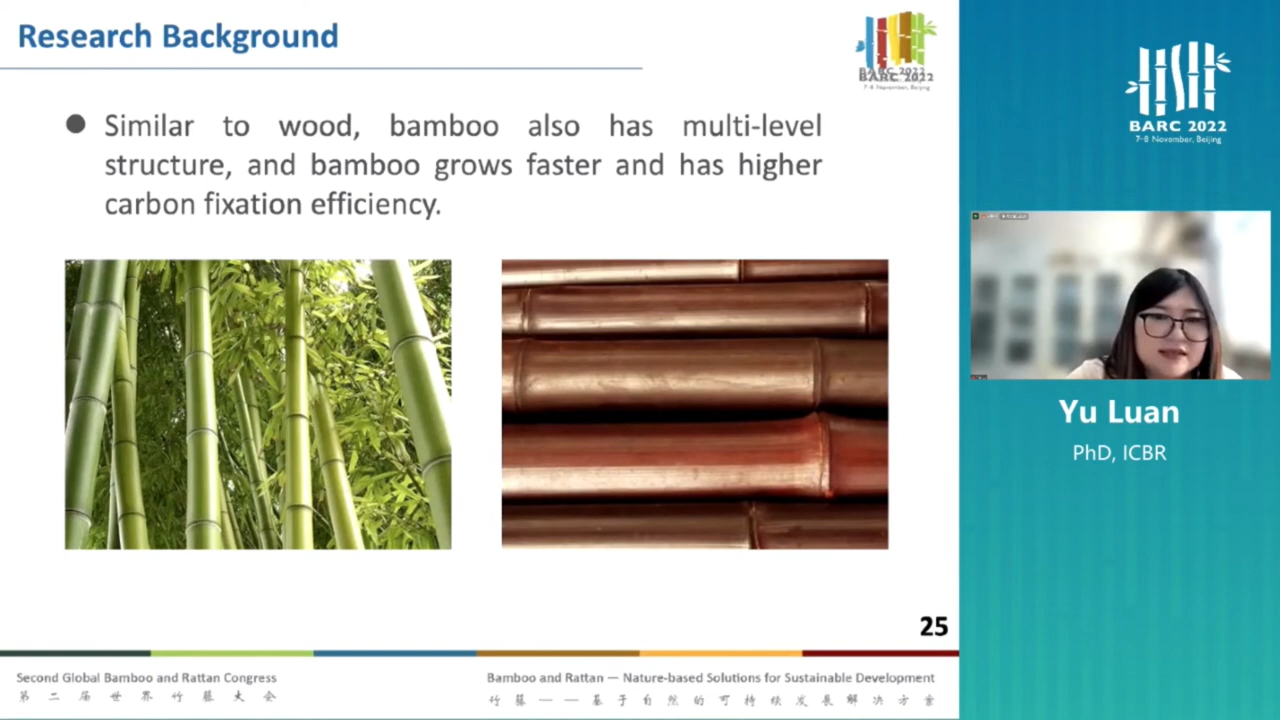 Research Background
BARC 2022
7-8 November, Beijing
Similar to wood, bamboo also has multi-level
structure, and bamboo grows faster and has higher
carbon fixation efficiency.
25
Second Global Bamboo and Rattan Congress
第二届世界竹藤大会
Bamboo and Rattan — Nature-based Solutions for Sustainable Development
竹藤——基于自然的可持续发展解决方案
BARC 2022
7-8 November, Beijing
Yu Luan
PhD, ICBR